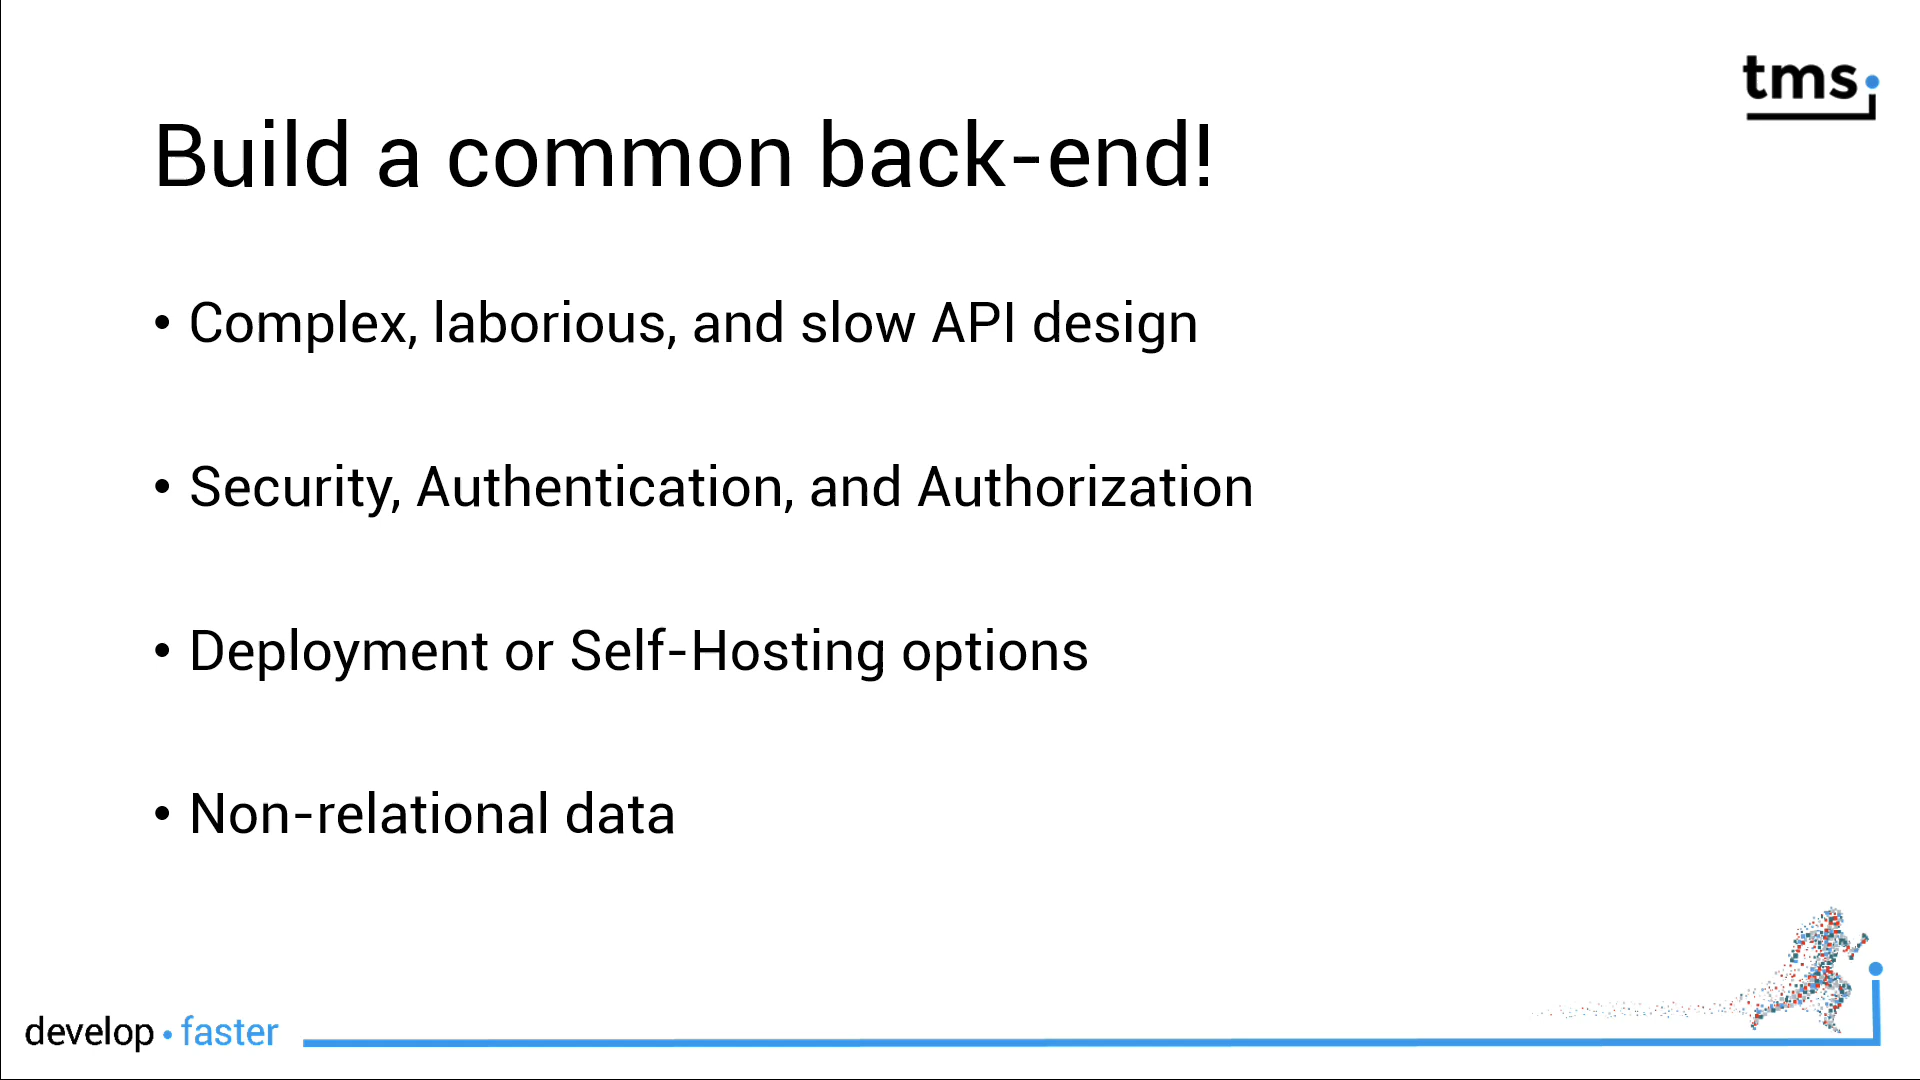 tms
Build a common back-end!
• Complex, laborious, and slow API design
• Security, Authentication, and Authorization
• Deployment or Self-Hosting options
• Non-relational data
develop • faster